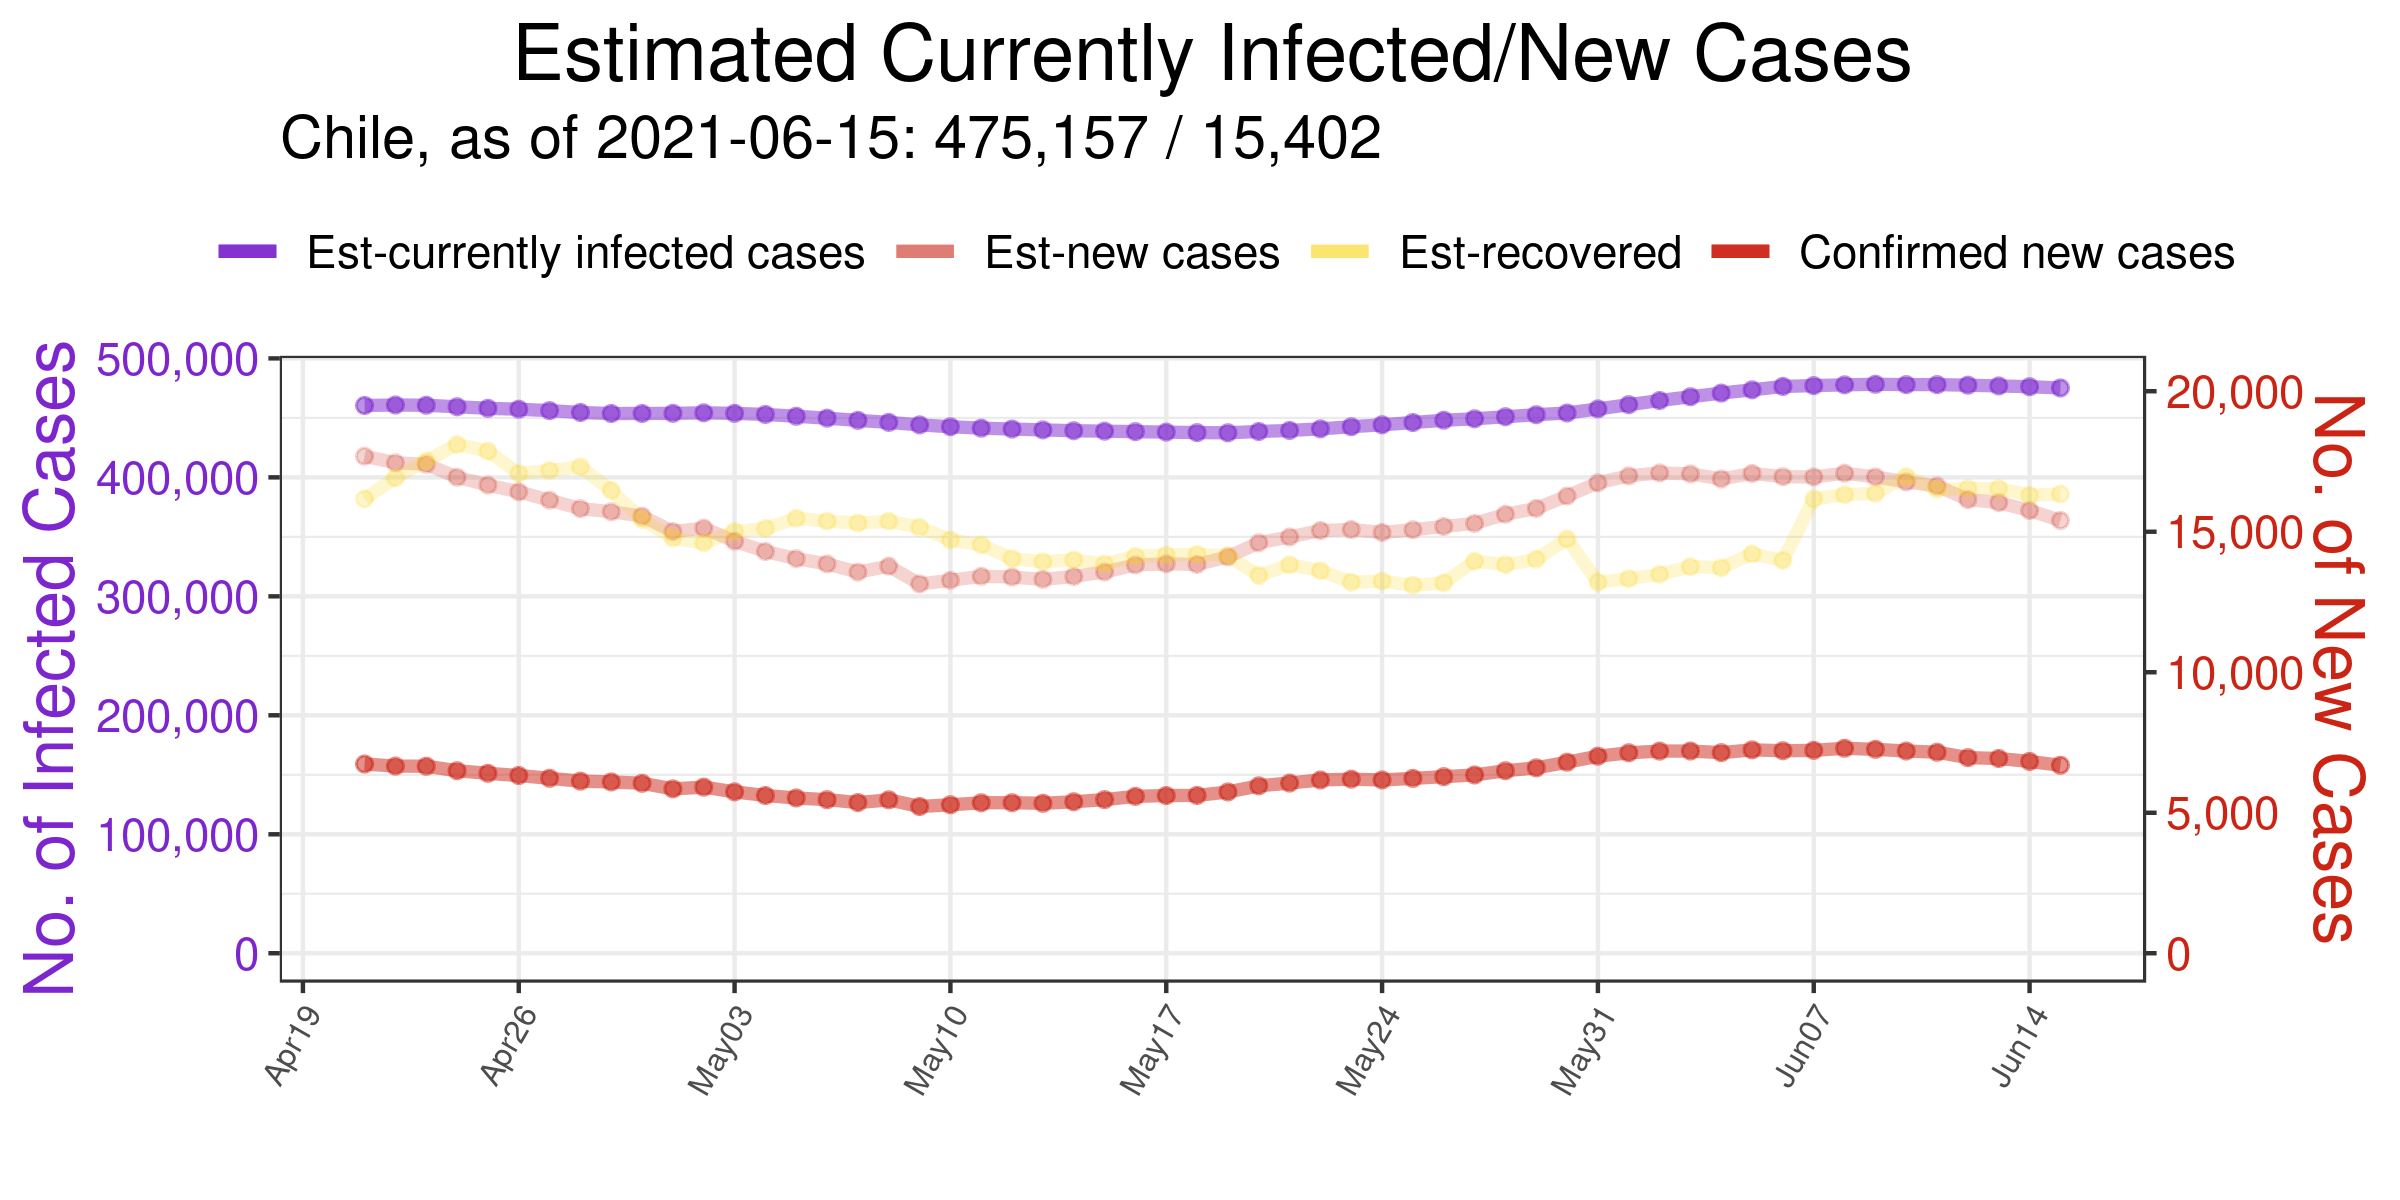 Estimated Currently Infected/New Cases
Chile, as of 2021-06-15: 475,157 / 15,402
Est-currently infected cases Est-new cases Est-recovered Confirmed new cases
No. of Infected Cases
500,000
400,000
300,000
200,000
100,000
0
20,000
15,000
10,000
5,000
0
No. of New Cases
Apr19 Apr26 May03 May10 May17 May24 May31 Jun07 Jun14